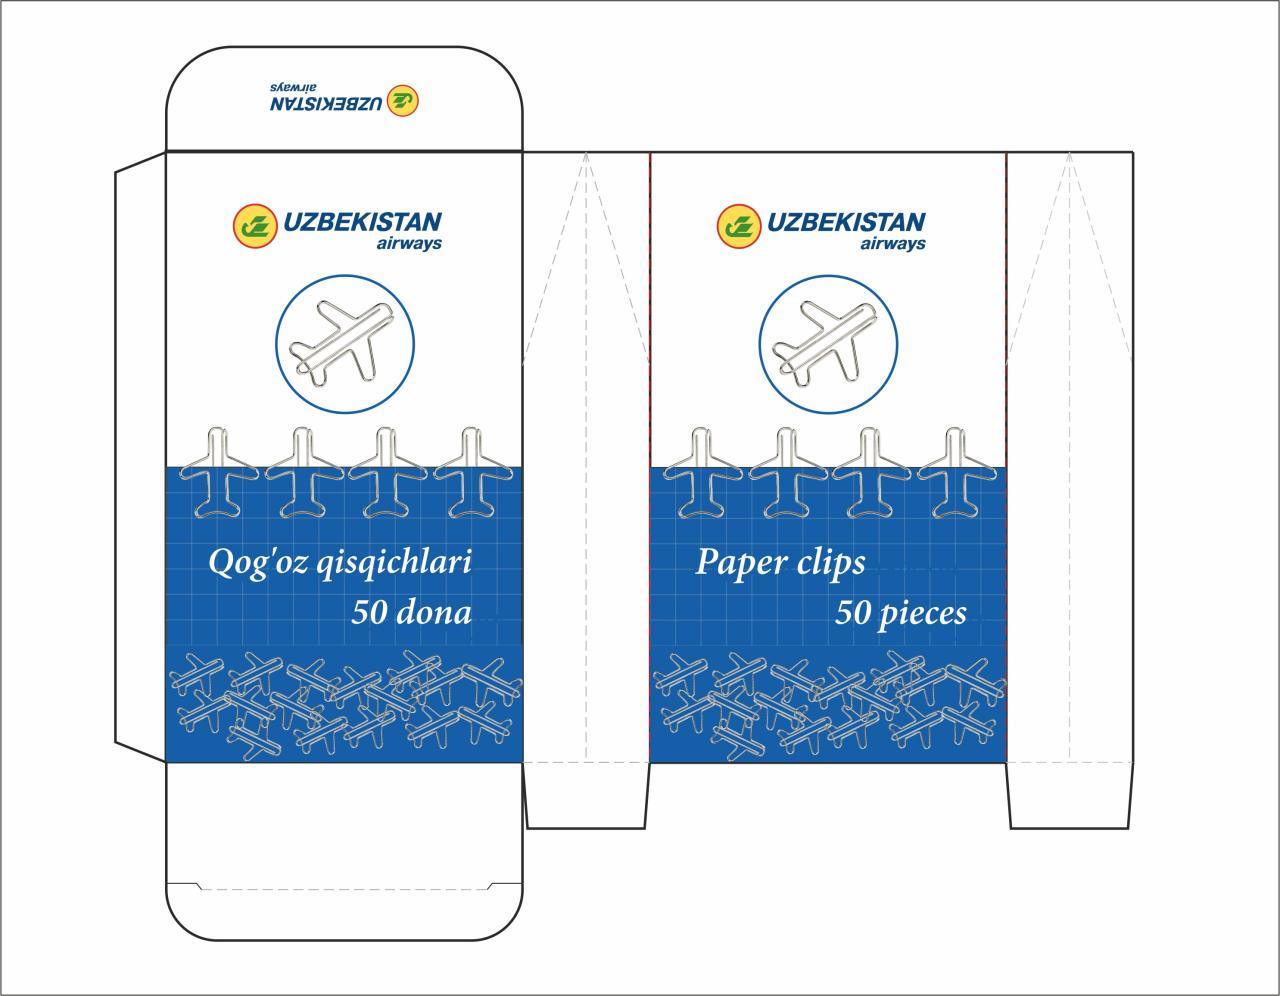 UZBEKISTAN
airways
UZBEKISTAN
airways
UZBEKISTAN
airways
Qog'oz qisqichlari
50 dona
Paper clips
50 pieces